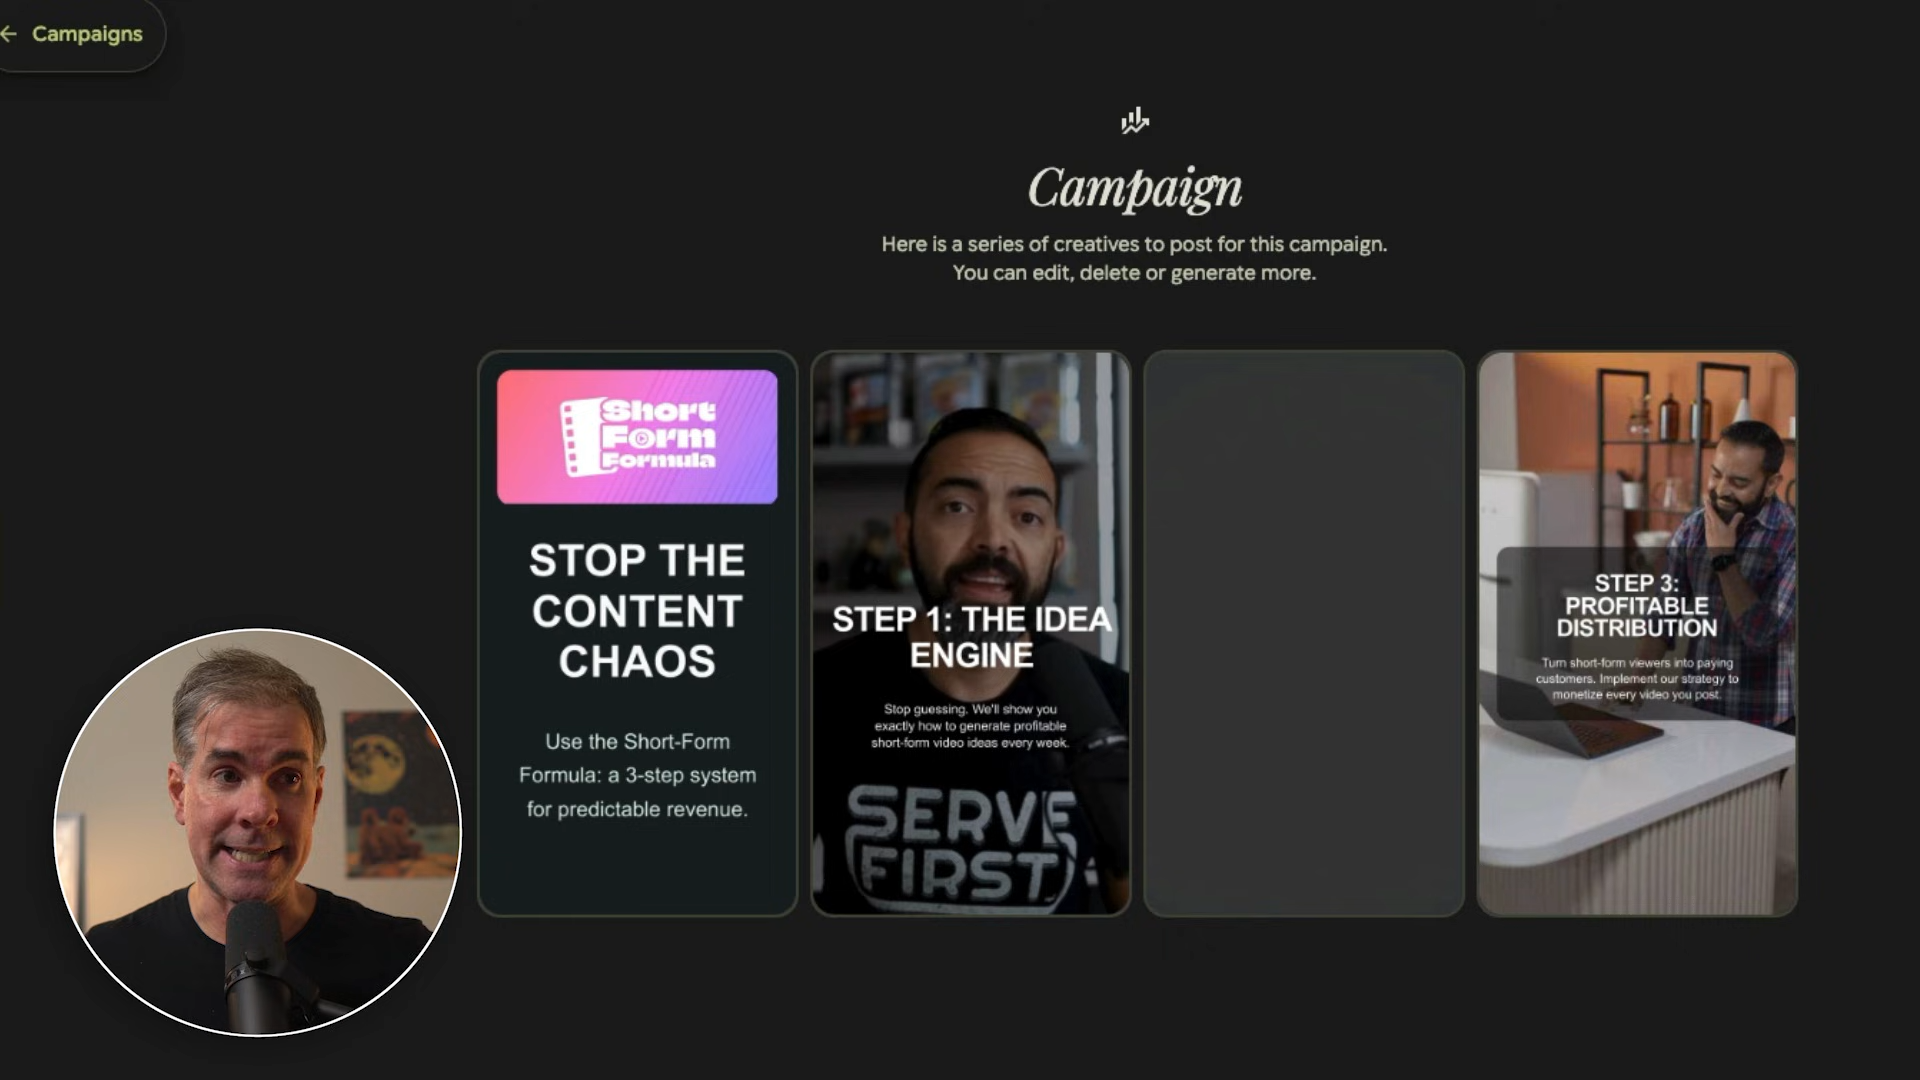 Campaigns
Campaign
Here is a series of creatives to post for this campaign.
You can edit, delete or generate more.
Short
Form
Formula
STOP THE
CONTENT
CHAOS
Use the Short-Form
Formula: a 3-step system
for predictable revenue.
STEP 1: THE IDEA
ENGINE
Stop guessing. We'll show you
exactly how to generate profitable
short-form video ideas every week.
SERVE
FIRST
STEP 3:
PROFITABLE
DISTRIBUTION
Turn short-form viewers into paying
customers. Implement our strategy to
monetize every video you post.